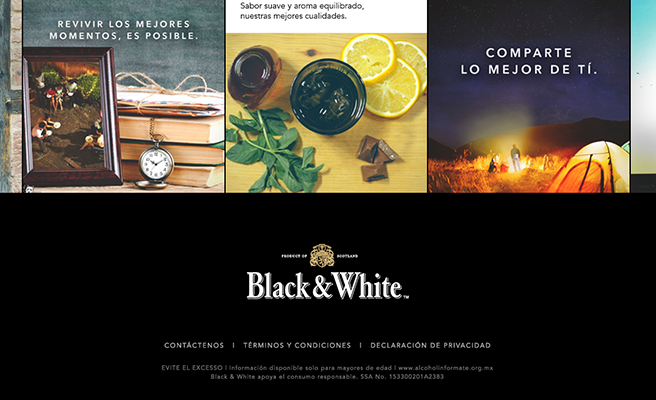 REVIVIR LOS MEJORES
MOMENTOS, ES POSIBLE.
Sabor suave y aroma equilibrado,
nuestras mejores cualidades.
COMPARTE
LO MEJOR DE TÍ.
PRODUCT OF SCOTLAND
Black & White™
CONTÁCTENOS | TÉRMINOS Y CONDICIONES | DECLARACIÓN DE PRIVACIDAD
EVITE EL EXCESO | Información disponible solo para mayores de edad | www.alcoholinformate.org.mx
Black & White apoya el consumo responsable. SSA No. 153300201A2383